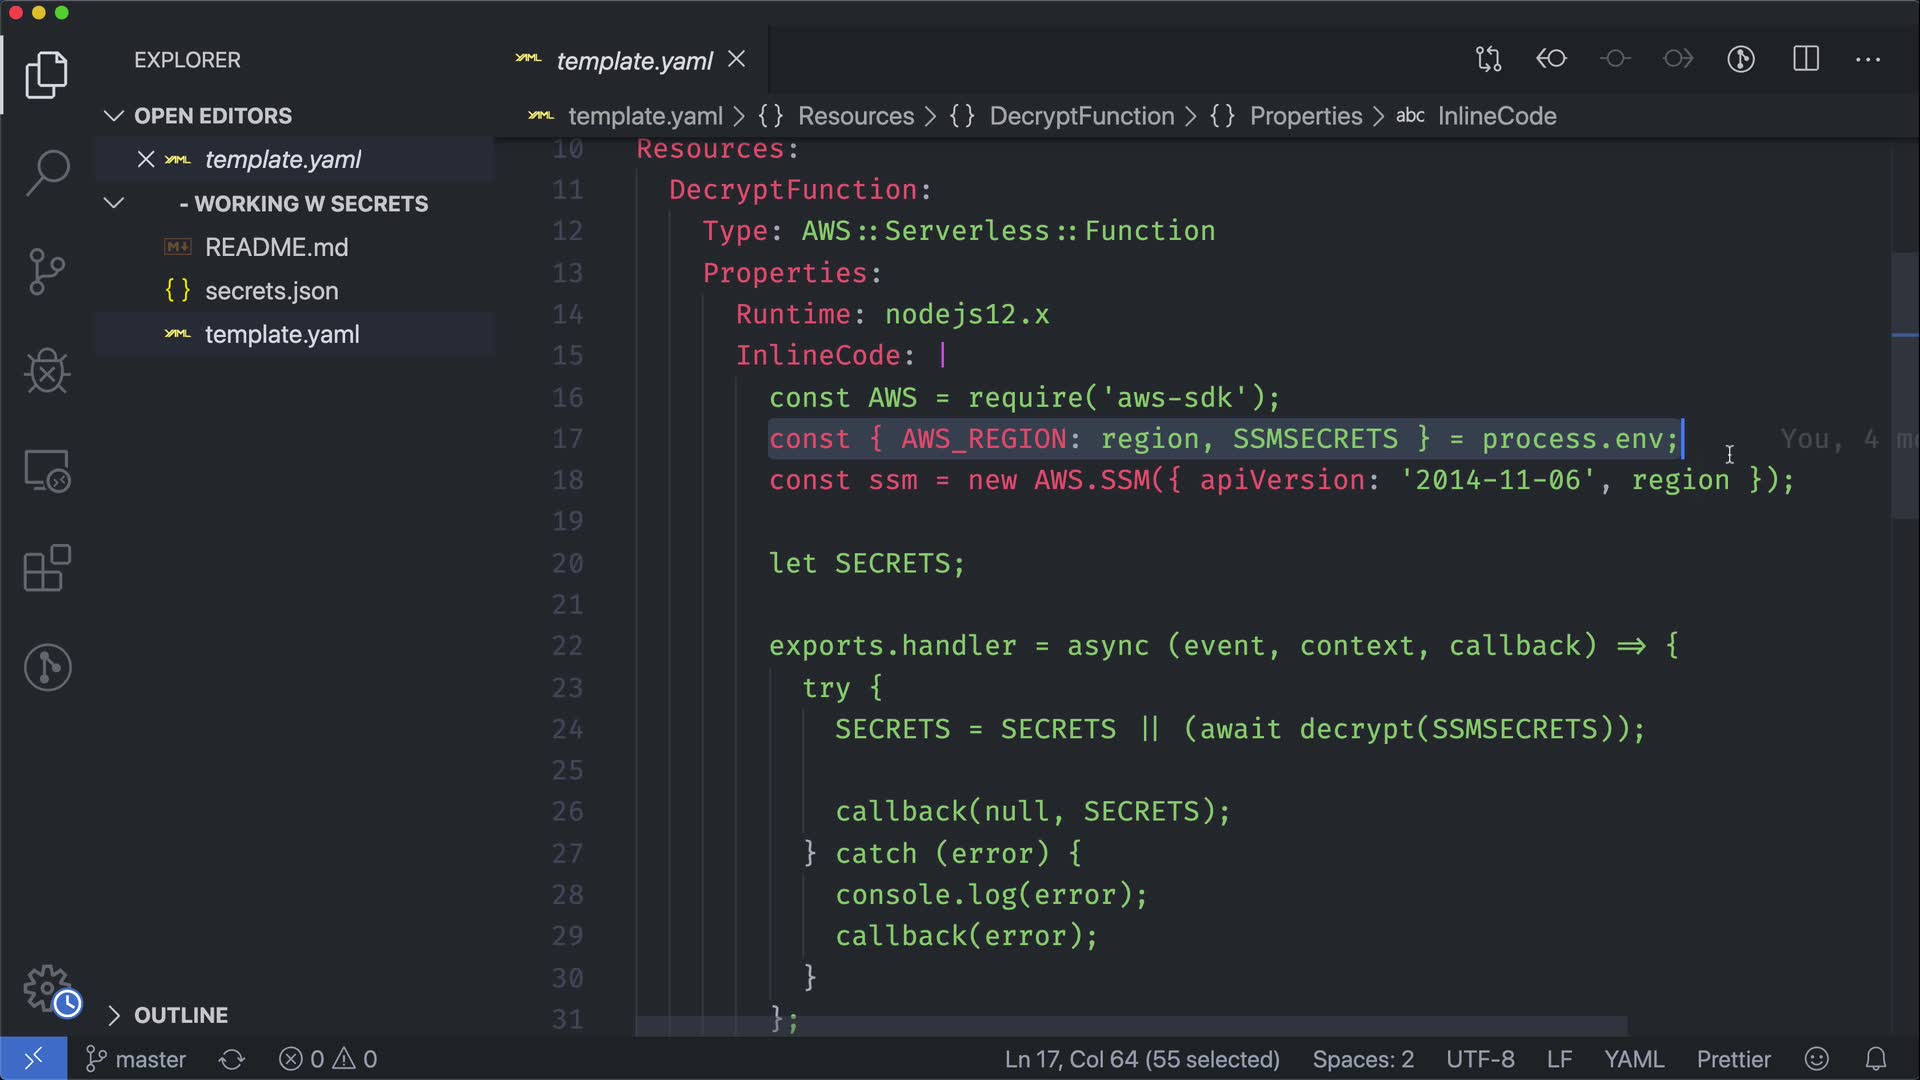 EXPLORER
OPEN EDITORS
template.yaml
- WORKING W SECRETS
README.md
{ } secrets.json
template.yaml
OUTLINE
template.yaml
template.yaml > {} Resources > {} DecryptFunction > {} Properties > abc InlineCode
10 Resources:
11 DecryptFunction:
12 Type: AWS::Serverless::Function
13 Properties:
14 Runtime: nodejs12.x
15 InlineCode: |
16 const AWS = require('aws-sdk');
17 const { AWS_REGION: region, SSMSECRETS } = process.env; You, 4 mo
18 const ssm = new AWS.SSM({ apiVersion: '2014-11-06', region });
19
20 let SECRETS;
21
22 exports.handler = async (event, context, callback) => {
23 try {
24 SECRETS = SECRETS || (await decrypt(SSMSECRETS));
25
26 callback(null, SECRETS);
27 } catch (error) {
28 console.log(error);
29 callback(error);
30 }
31 };
master 0 0 Ln 17, Col 64 (55 selected) Spaces: 2 UTF-8 LF YAML Prettier